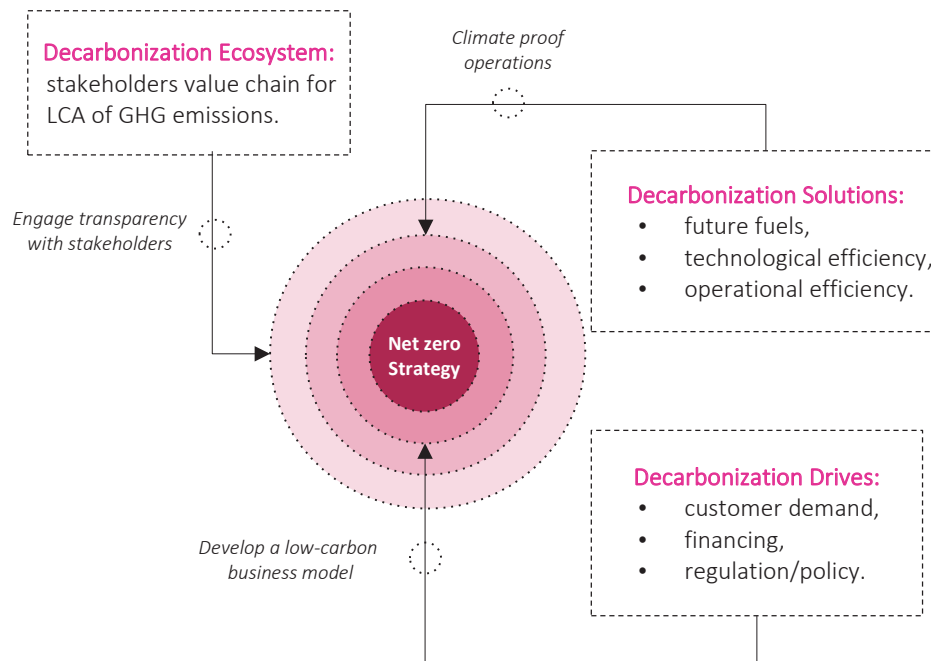 Decarbonization Ecosystem:
stakeholders value chain for
LCA of GHG emissions.
Climate proof
operations
Engage transparency
with stakeholders
Decarbonization Solutions:
• future fuels,
• technological efficiency,
• operational efficiency.
Net zero
Strategy
Decarbonization Drives:
• customer demand,
• financing,
• regulation/policy.
Develop a low-carbon
business model